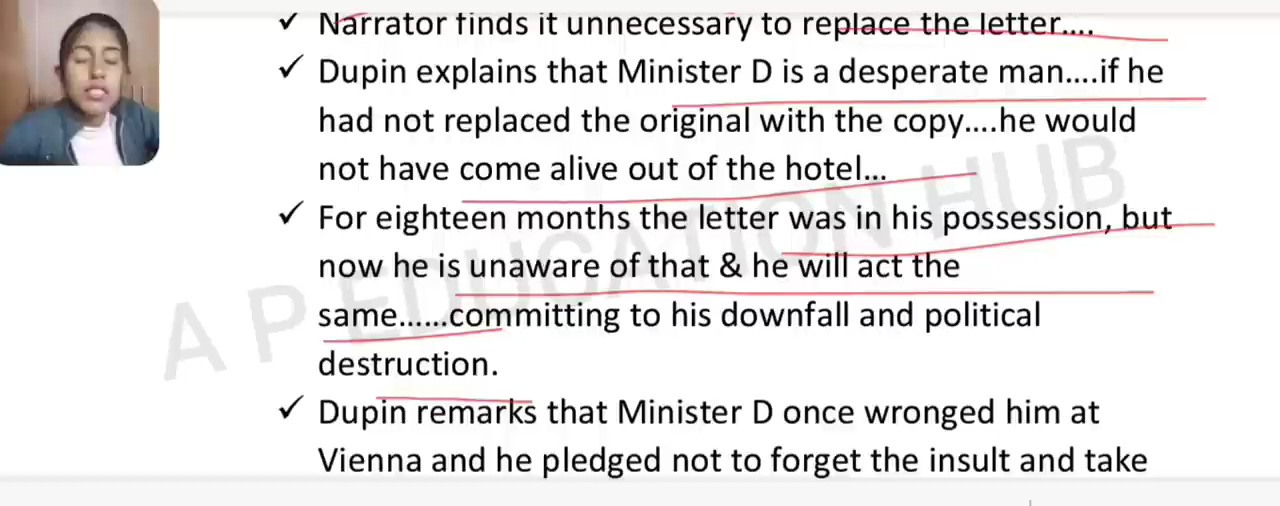 ✓ Narrator finds it unnecessary to replace the letter....
✓ Dupin explains that Minister D is a desperate man....if he
had not replaced the original with the copy....he would
not have come alive out of the hotel...
✓ For eighteen months the letter was in his possession, but
now he is unaware of that & he will act the
same......committing to his downfall and political
destruction.
✓ Dupin remarks that Minister D once wronged him at
Vienna and he pledged not to forget the insult and take
A P EDUCATION HUB